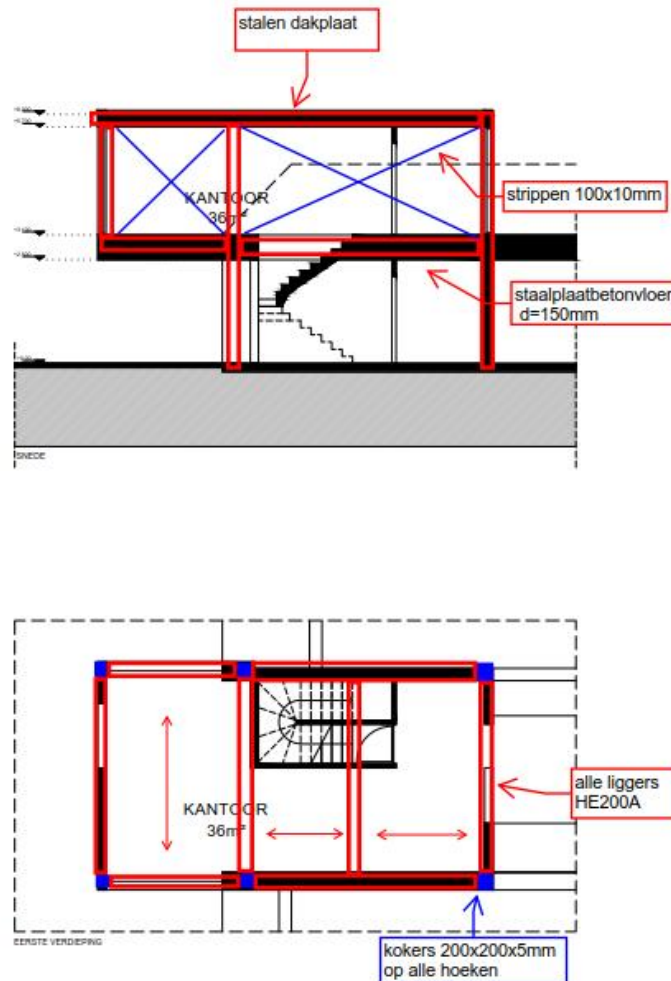 stalen dakplaat
KANTOOR
36m²
strippen 100x10mm
staalplaatbetonvloer
d=150mm
SNEDE
KANTOOR
36m²
alle liggers
HE200A
EERSTE VERDIEPING
kokers 200x200x5mm
op alle hoeken